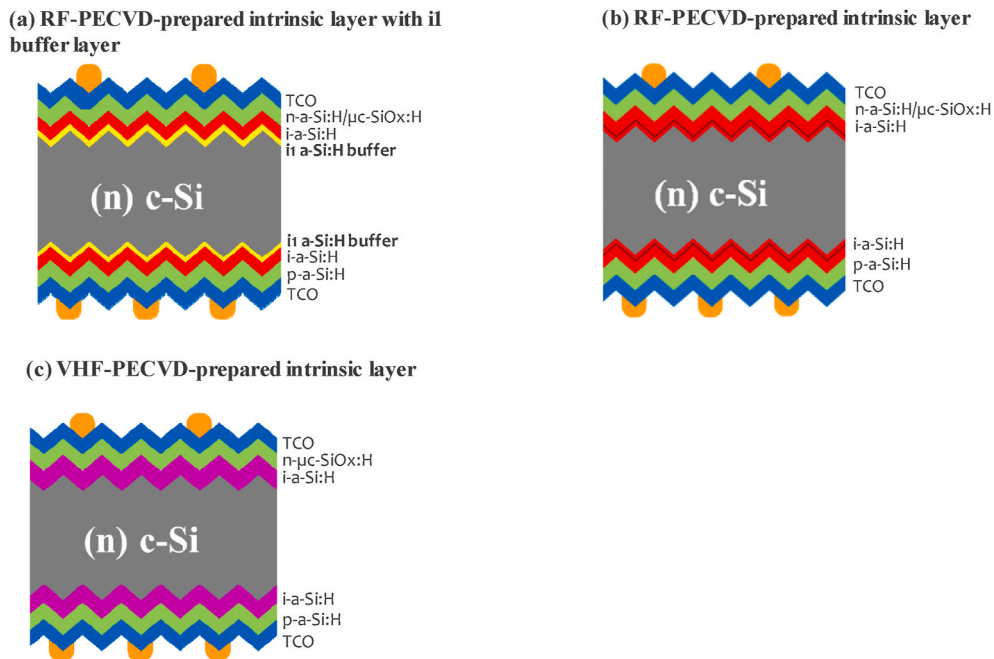 (a) RF-PECVD-prepared intrinsic layer with i1
buffer layer
TCO
n-a-Si:H/µc-SiOx:H
i-a-Si:H
i1 a-Si:H buffer
(n) c-Si
i1 a-Si:H buffer
i-a-Si:H
p-a-Si:H
TCO
(b) RF-PECVD-prepared intrinsic layer
TCO
n-a-Si:H/µc-SiOx:H
i-a-Si:H
(n) c-Si
i-a-Si:H
p-a-Si:H
TCO
(c) VHF-PECVD-prepared intrinsic layer
TCO
n-µc-SiOx:H
i-a-Si:H
(n) c-Si
i-a-Si:H
p-a-Si:H
TCO